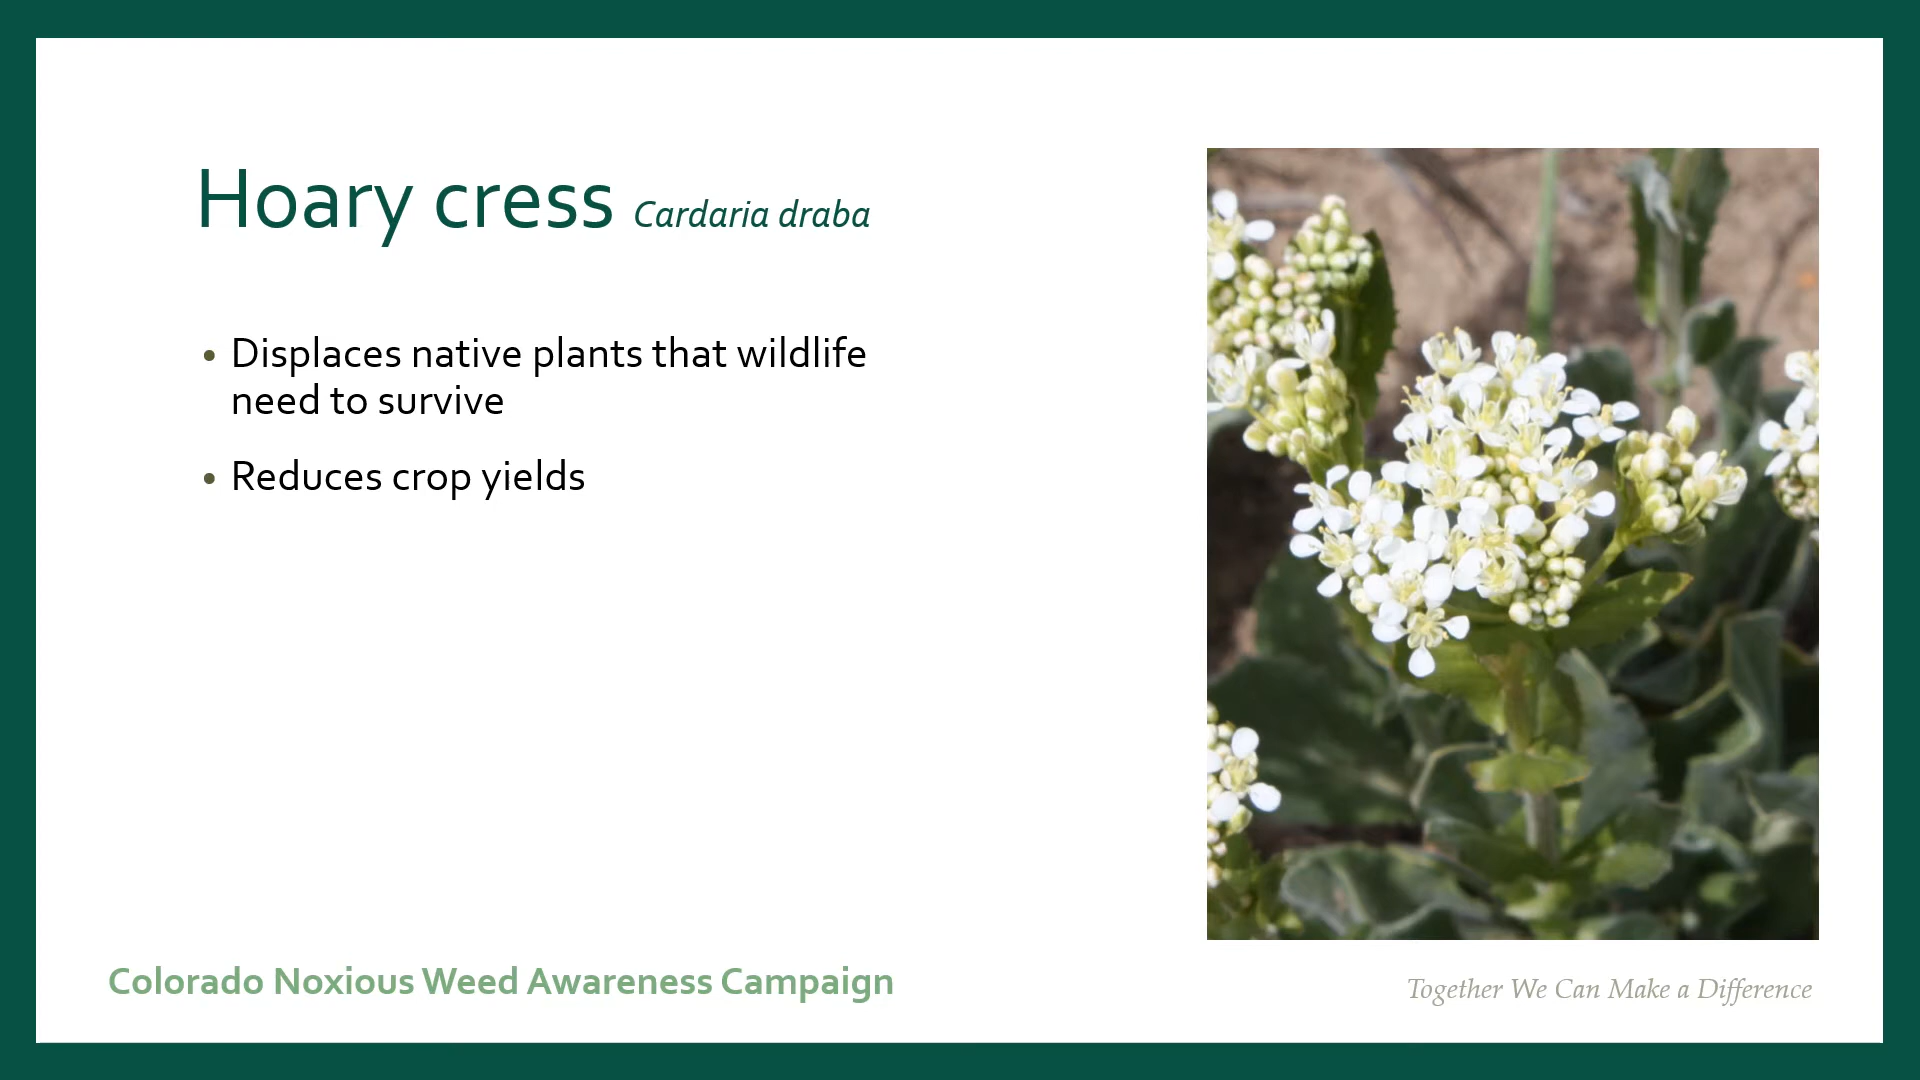 Hoary cress Cardaria draba
• Displaces native plants that wildlife
need to survive
• Reduces crop yields
Colorado Noxious Weed Awareness Campaign
Together We Can Make a Difference